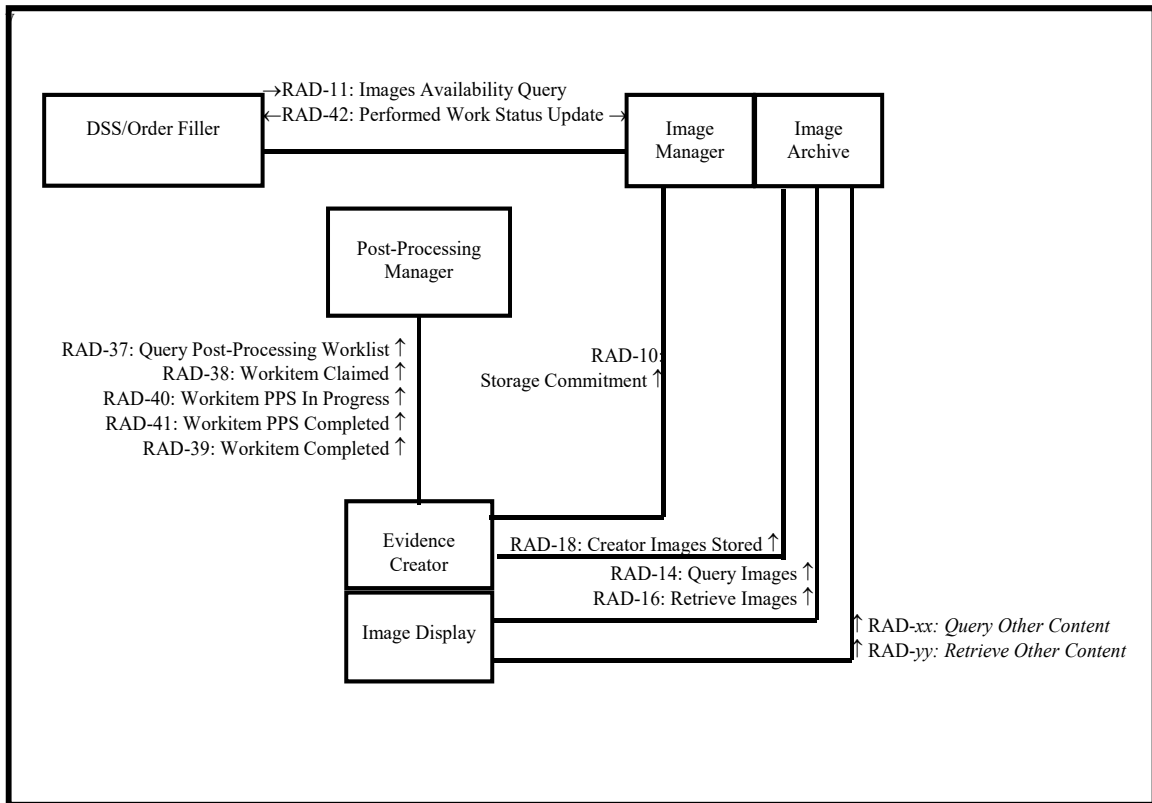 →RAD-11: Images Availability Query
←RAD-42: Performed Work Status Update →
DSS/Order Filler
Image
Manager
Image
Archive
Post-Processing
Manager
RAD-37: Query Post-Processing Worklist ↑
RAD-38: Workitem Claimed ↑
RAD-40: Workitem PPS In Progress ↑
RAD-41: Workitem PPS Completed ↑
RAD-39: Workitem Completed ↑
RAD-10:
Storage Commitment ↑
Evidence
Creator
RAD-18: Creator Images Stored ↑
RAD-14: Query Images ↑
RAD-16: Retrieve Images ↑
Image Display
↑ RAD-xx: Query Other Content
↑ RAD-yy: Retrieve Other Content